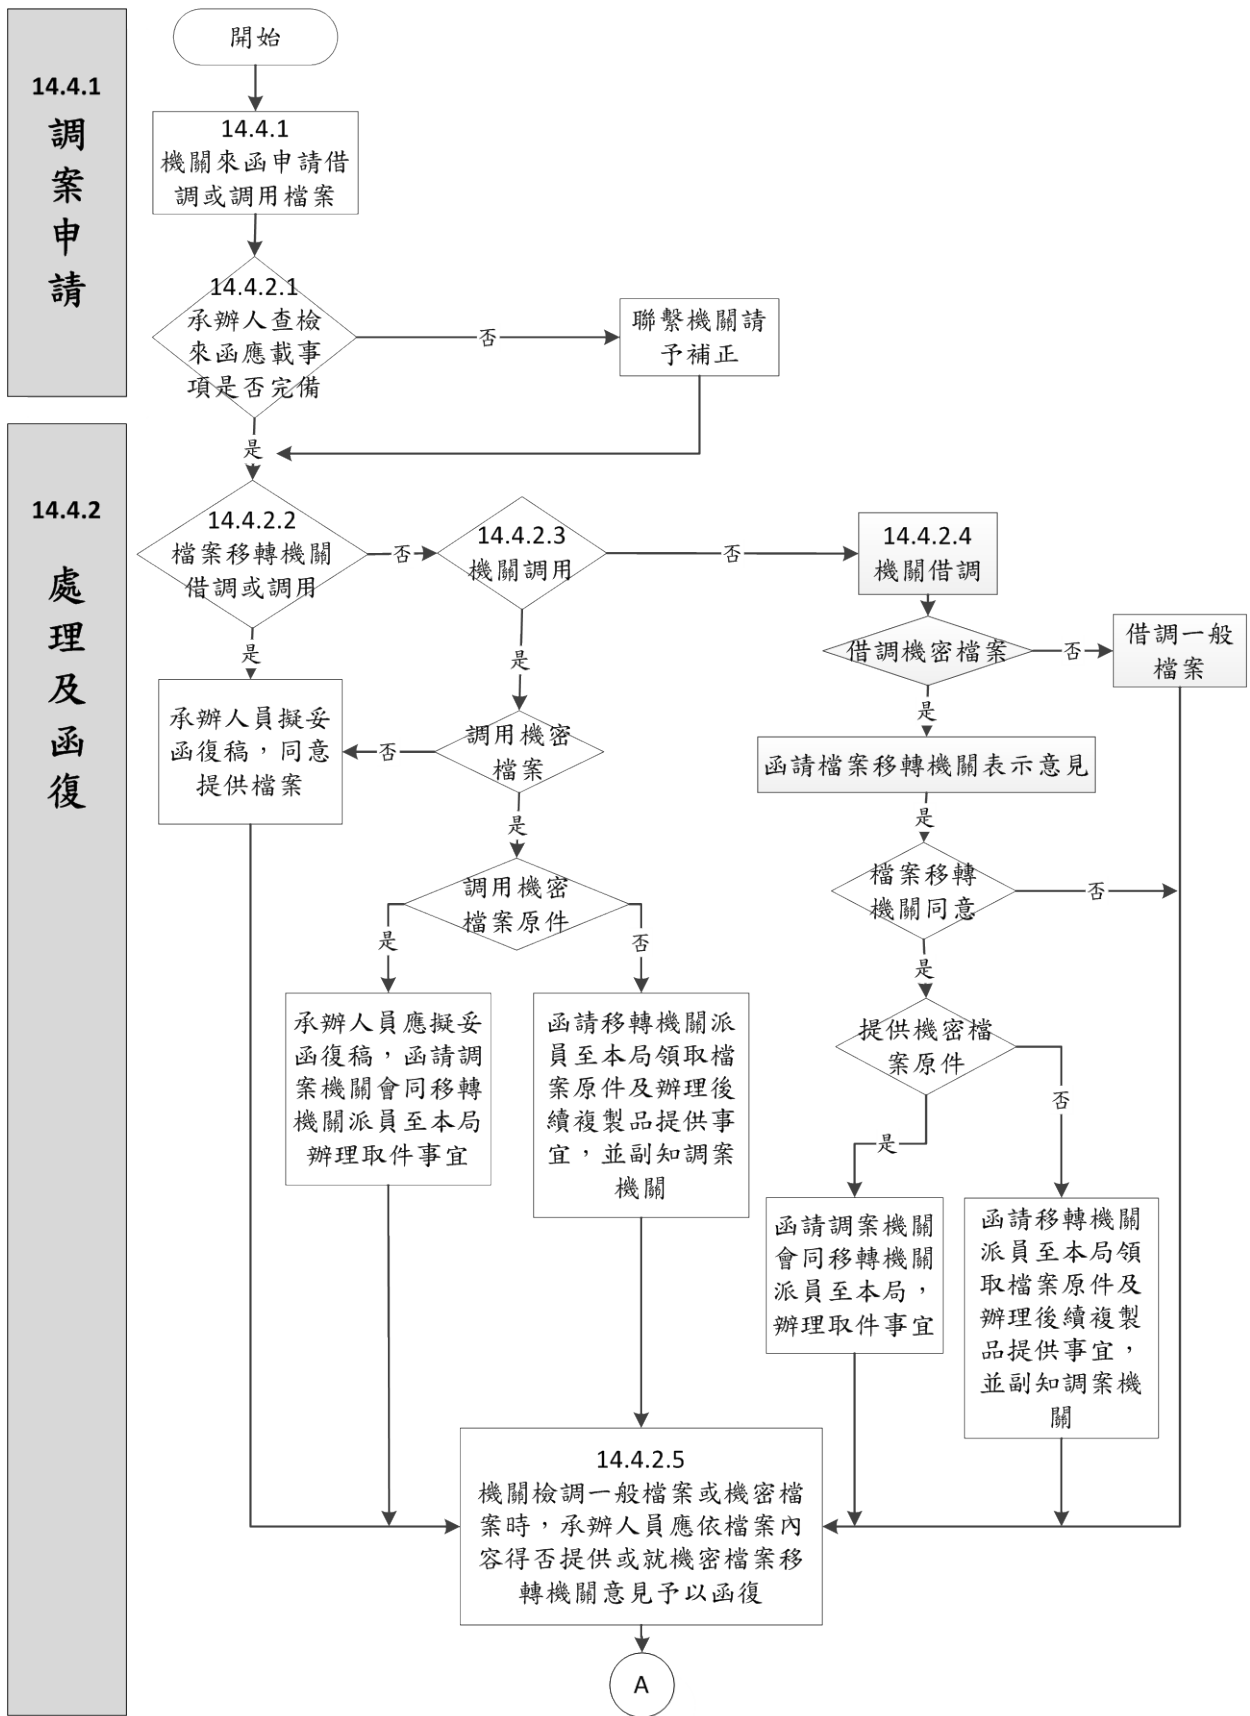 14.4.1
調
案
申
請
開始
14.4.1
機關來函申請借
調或調用檔案
14.4.2.1
承辦人查檢
來函應載事
項是否完備
否
聯繫機關請
予補正
是
14.4.2
處
理
及
函
復
14.4.2.2
檔案移轉機關
借調或調用
否
14.4.2.3
機關調用
否
14.4.2.4
機關借調
是
是
借調機密檔案
否
借調一般
檔案
承辦人員擬妥
函復稿，同意
提供檔案
否
調用機密
檔案
是
函請檔案移轉機關表示意見
是
是
調用機密
檔案原件
檔案移轉
機關同意
否
是
否
是
承辦人員應擬妥
函復稿，函請調
案機關會同移轉
機關派員至本局
辦理取件事宜
函請移轉機關派
員至本局領取檔
案原件及辦理後
續複製品提供事
宜，並副知調案
機關
提供機密檔
案原件
是
否
函請調案機關
會同移轉機關
派員至本局，
辦理取件事宜
函請移轉機關
派員至本局領
取檔案原件及
辦理後續複製
品提供事宜，
並副知調案機
關
14.4.2.5
機關檢調一般檔案或機密檔
案時，承辦人員應依檔案內
容得否提供或就機密檔案移
轉機關意見予以函復
A